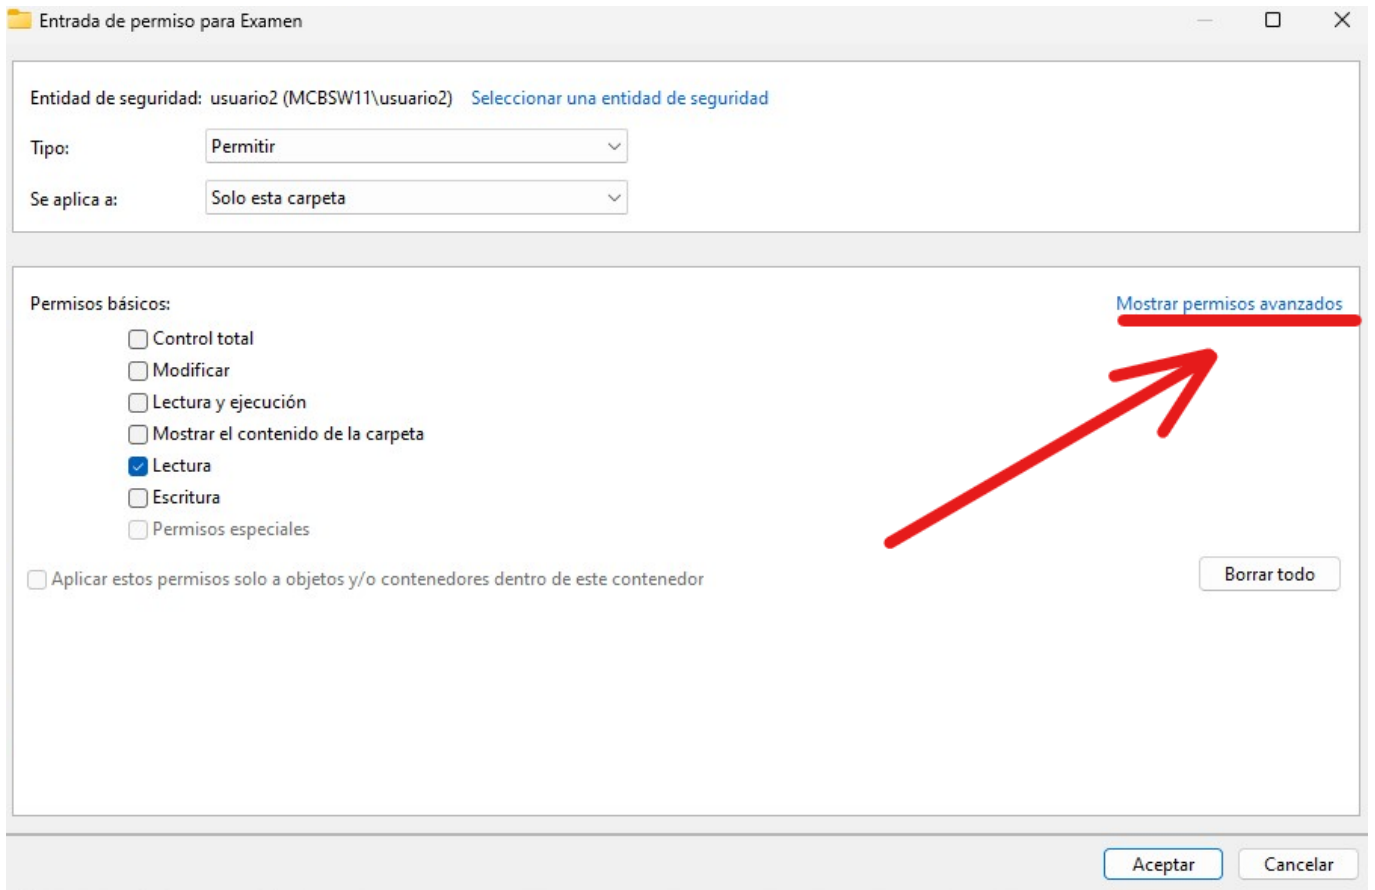 Entrada de permiso para Examen
Entidad de seguridad: usuario2 (MCBSW11\usuario2) Seleccionar una entidad de seguridad
Tipo: Permitir
Se aplica a: Solo esta carpeta
Permisos básicos: Mostrar permisos avanzados
Control total
Modificar
Lectura y ejecución
Mostrar el contenido de la carpeta
Lectura
Escritura
Permisos especiales
Aplicar estos permisos solo a objetos y/o contenedores dentro de este contenedor Borrar todo
Aceptar Cancelar